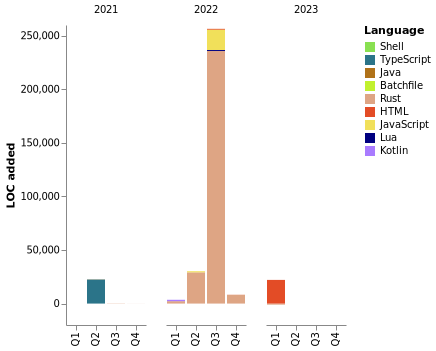 2021 2022 2023
LOC added
250,000
200,000
150,000
100,000
50,000
0
Q1 Q2 Q3 Q4 Q1 Q2 Q3 Q4 Q1 Q2 Q3 Q4
Language
Shell
TypeScript
Java
Batchfile
Rust
HTML
JavaScript
Lua
Kotlin